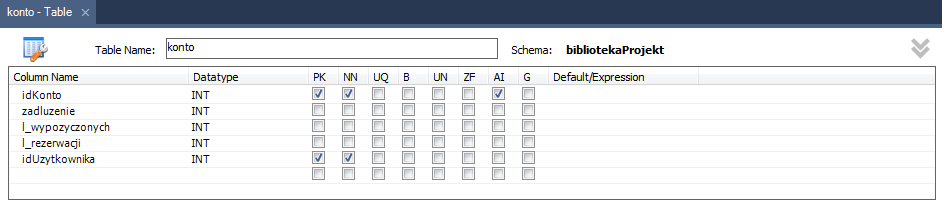 konto - Table ×
Table Name: konto Schema: bibliotekaProjekt
Column Name Datatype PK NN UQ B UN ZF AI G Default/Expression
idKonto INT
zadluzenie INT
l_wypozyczonych INT
l_rezerwacji INT
idUzytkownika INT